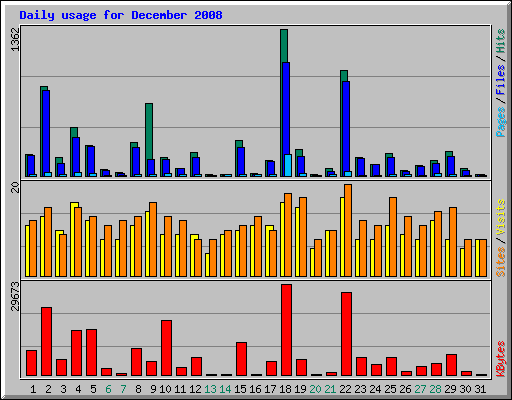 Daily usage for December 2008
1362
Pages / Files / Hits
20
Sites / Visits
29673
KBytes
1 2 3 4 5 6 7 8 9 10 11 12 13 14 15 16 17 18 19 20 21 22 23 24 25 26 27 28 29 30 31